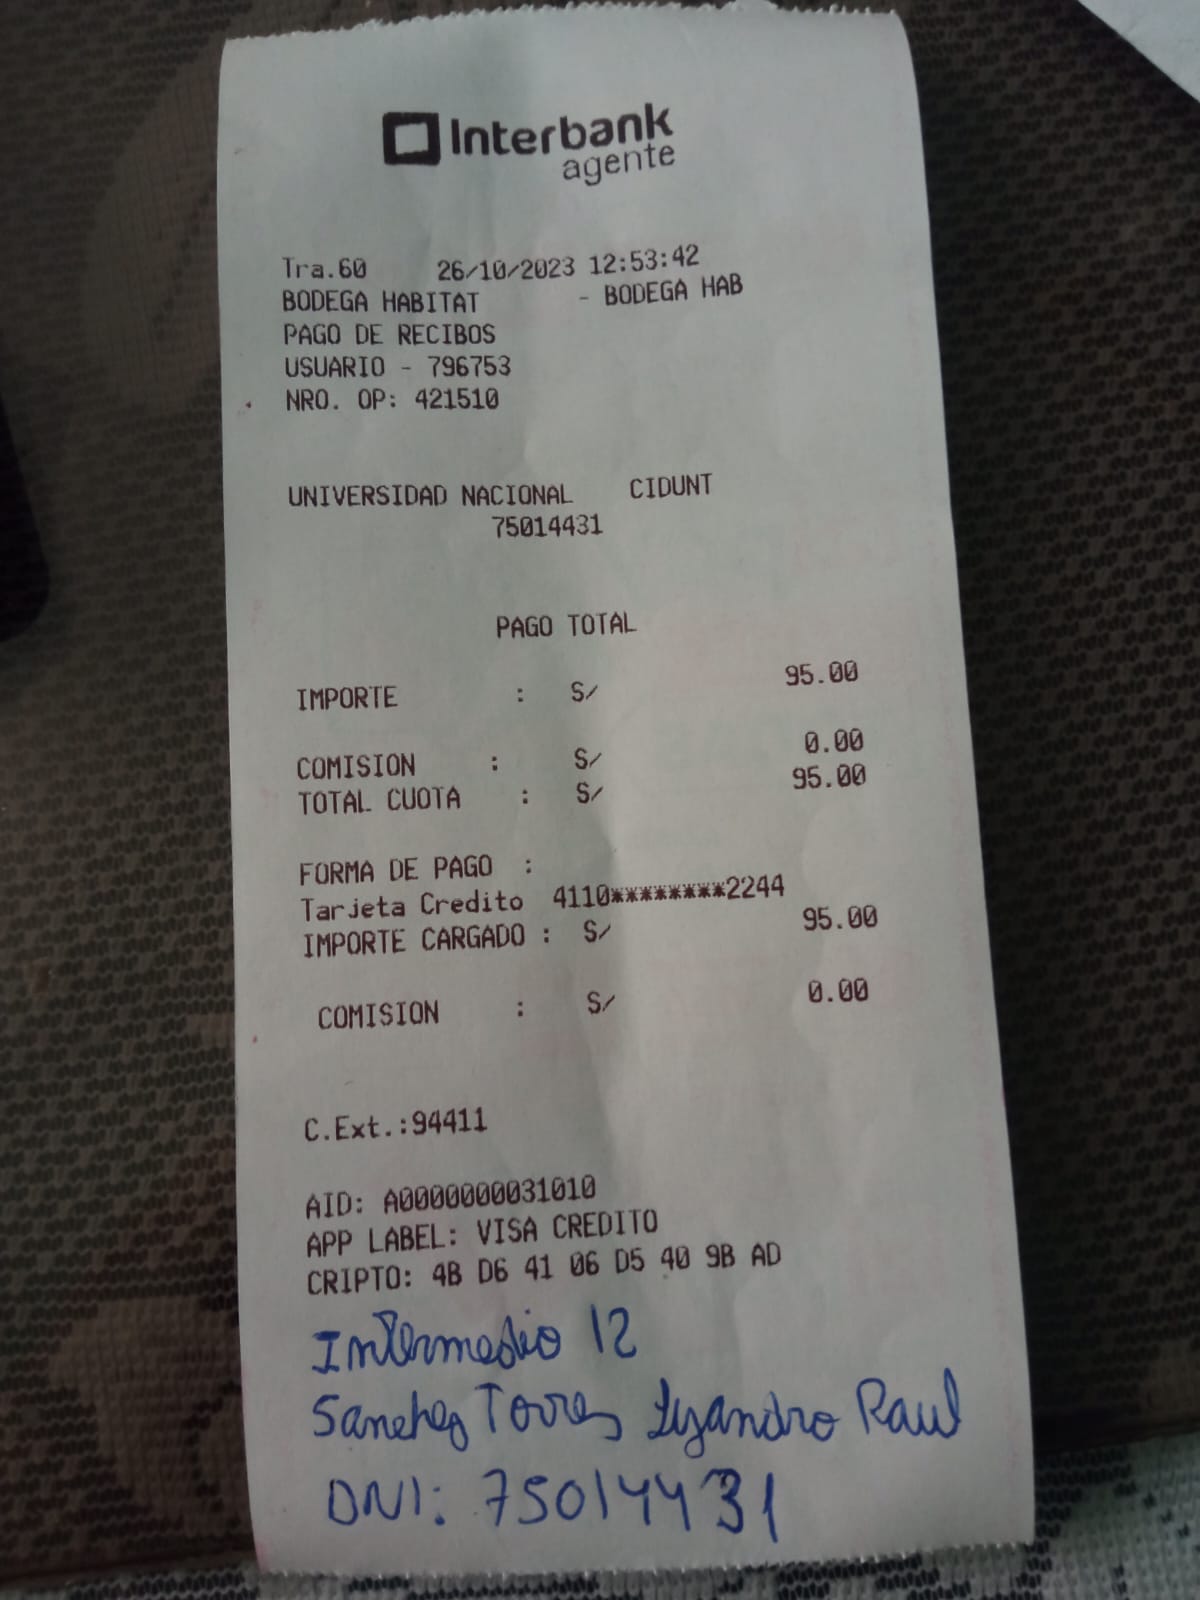 Interbank
agente
Tra.60 26/10/2023 12:53:42
BODEGA HABITAT - BODEGA HAB
PAGO DE RECIBOS
USUARIO - 796753
NRO. OP: 421510
UNIVERSIDAD NACIONAL CIDUNT
75014431
PAGO TOTAL
IMPORTE : S/ 95.00
COMISION : S/ 0.00
TOTAL CUOTA : S/ 95.00
FORMA DE PAGO :
Tarjeta Credito 4110********2244
IMPORTE CARGADO : S/ 95.00
COMISION : S/ 0.00
C.Ext.:94411
AID: A0000000031010
APP LABEL: VISA CREDITO
CRIPTO: 4B D6 41 06 D5 40 9B AD
Intermedio 12
Sanchez Torres Lizandro Raul
DNI: 75014431